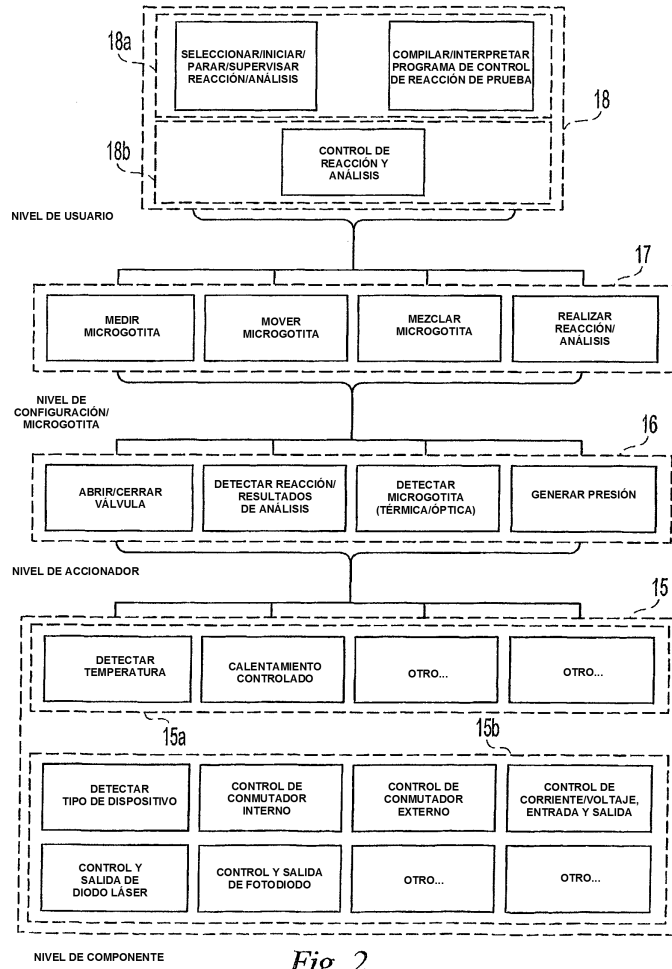 18a
SELECCIONAR/INICIAR/
PARAR/SUPERVISAR
REACCIÓN/ANÁLISIS
COMPILAR/INTERPRETAR
PROGRAMA DE CONTROL
DE REACCIÓN DE PRUEBA
18
18b
CONTROL DE
REACCIÓN Y
ANÁLISIS
NIVEL DE USUARIO
17
MEDIR
MICROGOTITA
MOVER
MICROGOTITA
MEZCLAR
MICROGOTITA
REALIZAR
REACCIÓN/
ANÁLISIS
NIVEL DE
CONFIGURACIÓN/
MICROGOTITA
16
ABRIR/CERRAR
VÁLVULA
DETECTAR REACCIÓN/
RESULTADOS
DE ANÁLISIS
DETECTAR
MICROGOTITA
(TÉRMICA/ÓPTICA)
GENERAR PRESIÓN
NIVEL DE ACCIONADOR
15
DETECTAR
TEMPERATURA
CALENTAMIENTO
CONTROLADO
OTRO...
OTRO...
15a
15b
DETECTAR
TIPO DE DISPOSITIVO
CONTROL DE
CONMUTADOR
INTERNO
CONTROL DE
CONMUTADOR
EXTERNO
CONTROL DE
CORRIENTE/VOLTAJE,
ENTRADA Y SALIDA
CONTROL Y
SALIDA DE
DIODO LÁSER
CONTROL Y SALIDA
DE FOTODIODO
OTRO...
OTRO...
NIVEL DE COMPONENTE
Fig. 2